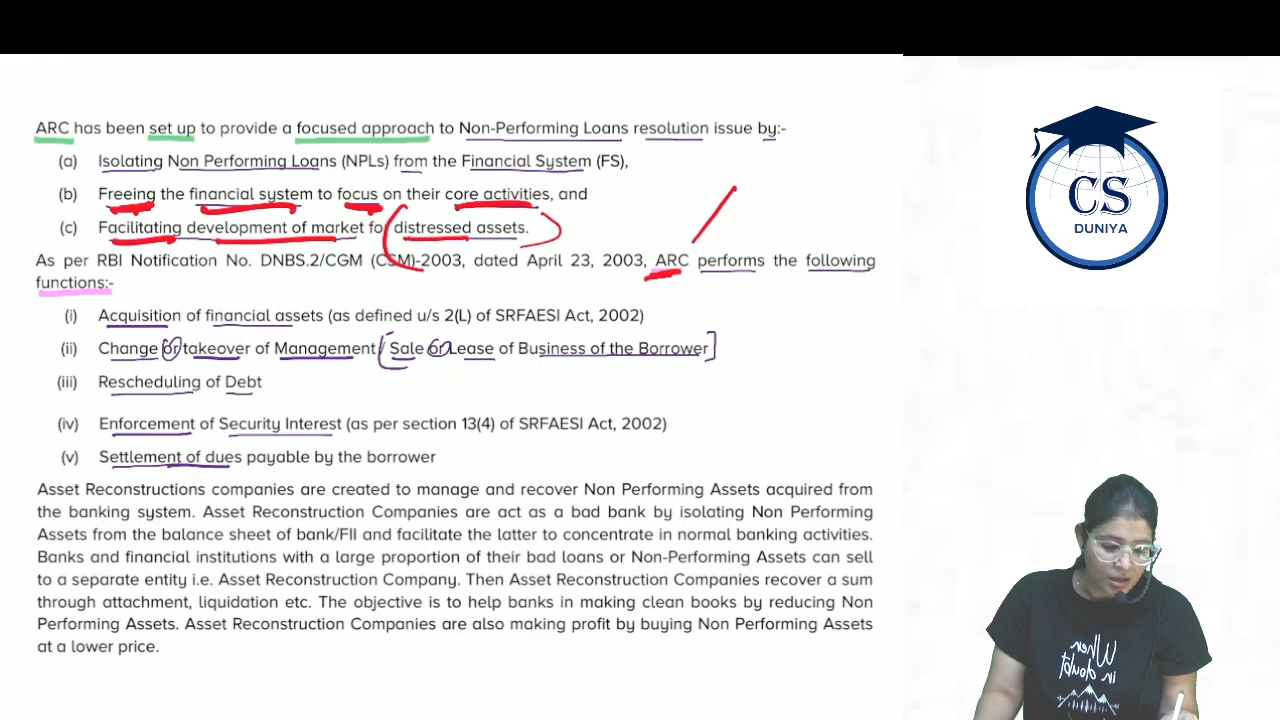 ARC has been set up to provide a focused approach to Non-Performing Loans resolution issue by:-
(a) Isolating Non Performing Loans (NPLs) from the Financial System (FS),
(b) Freeing the financial system to focus on their core activities, and
(c) Facilitating development of market for distressed assets.
As per RBI Notification No. DNBS.2/CGM (CSM)-2003, dated April 23, 2003, ARC performs the following
functions:-
(i) Acquisition of financial assets (as defined u/s 2(L) of SRFAESI Act, 2002)
(ii) Change or takeover of Management/ Sale or Lease of Business of the Borrower
(iii) Rescheduling of Debt
(iv) Enforcement of Security Interest (as per section 13(4) of SRFAESI Act, 2002)
(v) Settlement of dues payable by the borrower
Asset Reconstructions companies are created to manage and recover Non Performing Assets acquired from
the banking system. Asset Reconstruction Companies are act as a bad bank by isolating Non Performing
Assets from the balance sheet of bank/FII and facilitate the latter to concentrate in normal banking activities.
Banks and financial institutions with a large proportion of their bad loans or Non-Performing Assets can sell
to a separate entity i.e. Asset Reconstruction Company. Then Asset Reconstruction Companies recover a sum
through attachment, liquidation etc. The objective is to help banks in making clean books by reducing Non
Performing Assets. Asset Reconstruction Companies are also making profit by buying Non Performing Assets
at a lower price.
CS
DUNIYA
When
in doubt